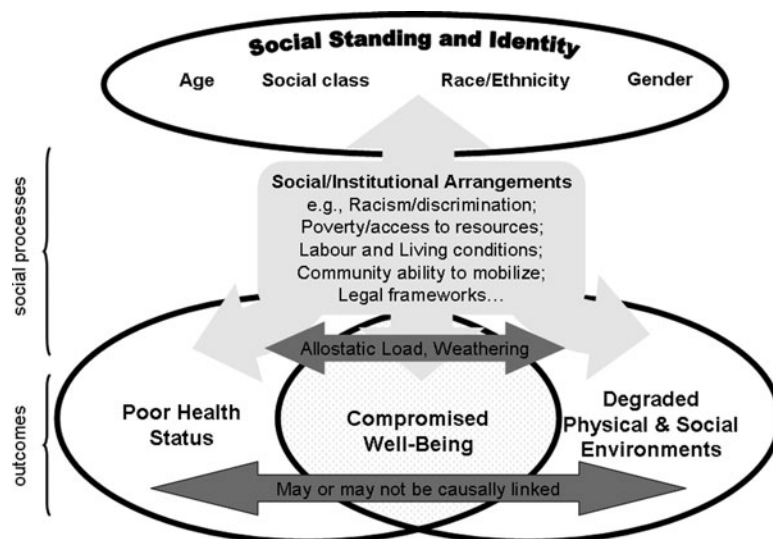 Social Standing and Identity
Age Social class Race/Ethnicity Gender
social processes
Social/Institutional Arrangements
e.g., Racism/discrimination;
Poverty/access to resources;
Labour and Living conditions;
Community ability to mobilize;
Legal frameworks…
Allostatic Load, Weathering
outcomes
Poor Health
Status
Compromised
Well-Being
Degraded
Physical & Social
Environments
May or may not be causally linked